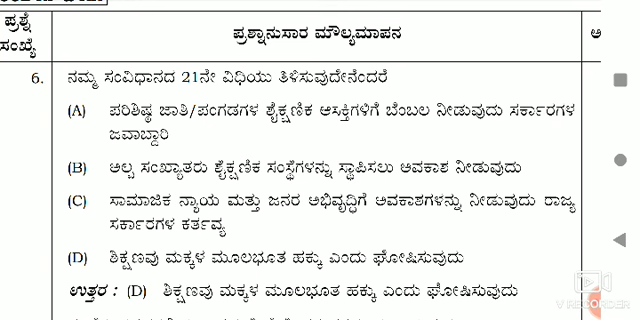 ಪ್ರಶ್ನೆ
ಸಂಖ್ಯೆ
ಪ್ರಶ್ನಾನುಸಾರ ಮೌಲ್ಯಮಾಪನ
ಅ
6. ನಮ್ಮ ಸಂವಿಧಾನದ 21ನೇ ವಿಧಿಯು ತಿಳಿಸುವುದೇನೆಂದರೆ
(A) ಪರಿಶಿಷ್ಠ ಜಾತಿ/ಪಂಗಡಗಳ ಶೈಕ್ಷಣಿಕ ಆಸಕ್ತಿಗಳಿಗೆ ಬೆಂಬಲ ನೀಡುವುದು ಸರ್ಕಾರಗಳ
ಜವಾಬ್ದಾರಿ
(B) ಅಲ್ಪ ಸಂಖ್ಯಾತರು ಶೈಕ್ಷಣಿಕ ಸಂಸ್ಥೆಗಳನ್ನು ಸ್ಥಾಪಿಸಲು ಅವಕಾಶ ನೀಡುವುದು
(C) ಸಾಮಾಜಿಕ ನ್ಯಾಯ ಮತ್ತು ಜನರ ಅಭಿವೃದ್ಧಿಗೆ ಅವಕಾಶಗಳನ್ನು ನೀಡುವುದು ರಾಜ್ಯ
ಸರ್ಕಾರಗಳ ಕರ್ತವ್ಯ
(D) ಶಿಕ್ಷಣವು ಮಕ್ಕಳ ಮೂಲಭೂತ ಹಕ್ಕು ಎಂದು ಘೋಷಿಸುವುದು
ಉತ್ತರ : (D) ಶಿಕ್ಷಣವು ಮಕ್ಕಳ ಮೂಲಭೂತ ಹಕ್ಕು ಎಂದು ಘೋಷಿಸುವುದು
V RECORDER